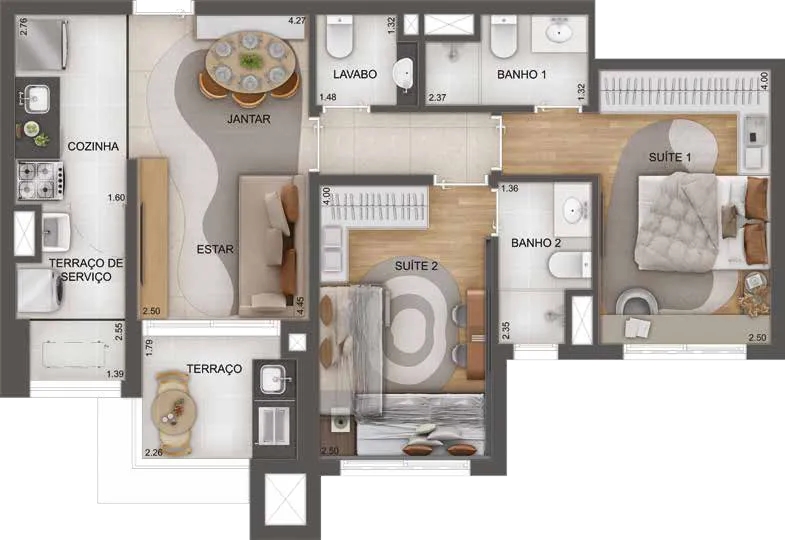 2.76
4.27
1.32
LAVABO
1.48
2.37
BANHO 1
1.32
4.00
JANTAR
COZINHA
SUÍTE 1
1.60
4.00
1.36
ESTAR
BANHO 2
TERRAÇO DE
SERVIÇO
SUÍTE 2
2.50
4.45
2.55
1.79
2.35
2.50
1.39
TERRAÇO
2.26
2.50